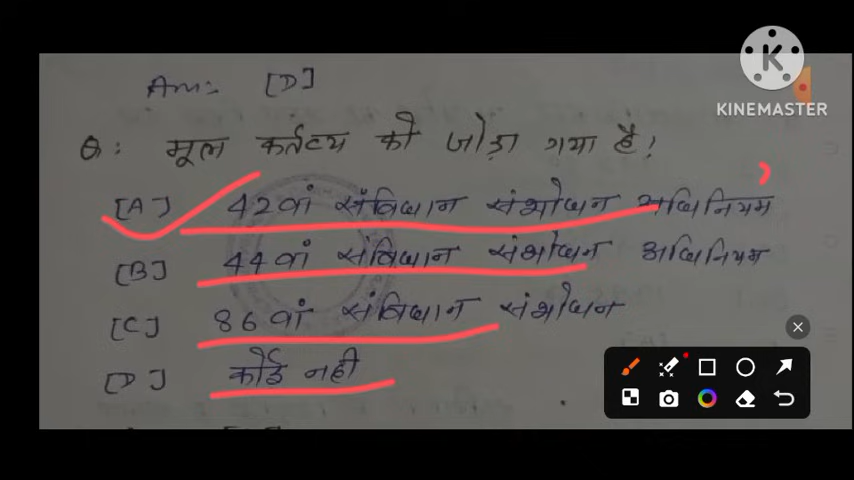 Ans:- [D]
KINEMASTER
Q: मूल कर्तव्य को जोड़ा गया है!
[A] 42वां संविधान संशोधन अधिनियम
[B] 44वां संविधान संशोधन अधिनियम
[C] 86वां संविधान संशोधन
[D] कोई नही